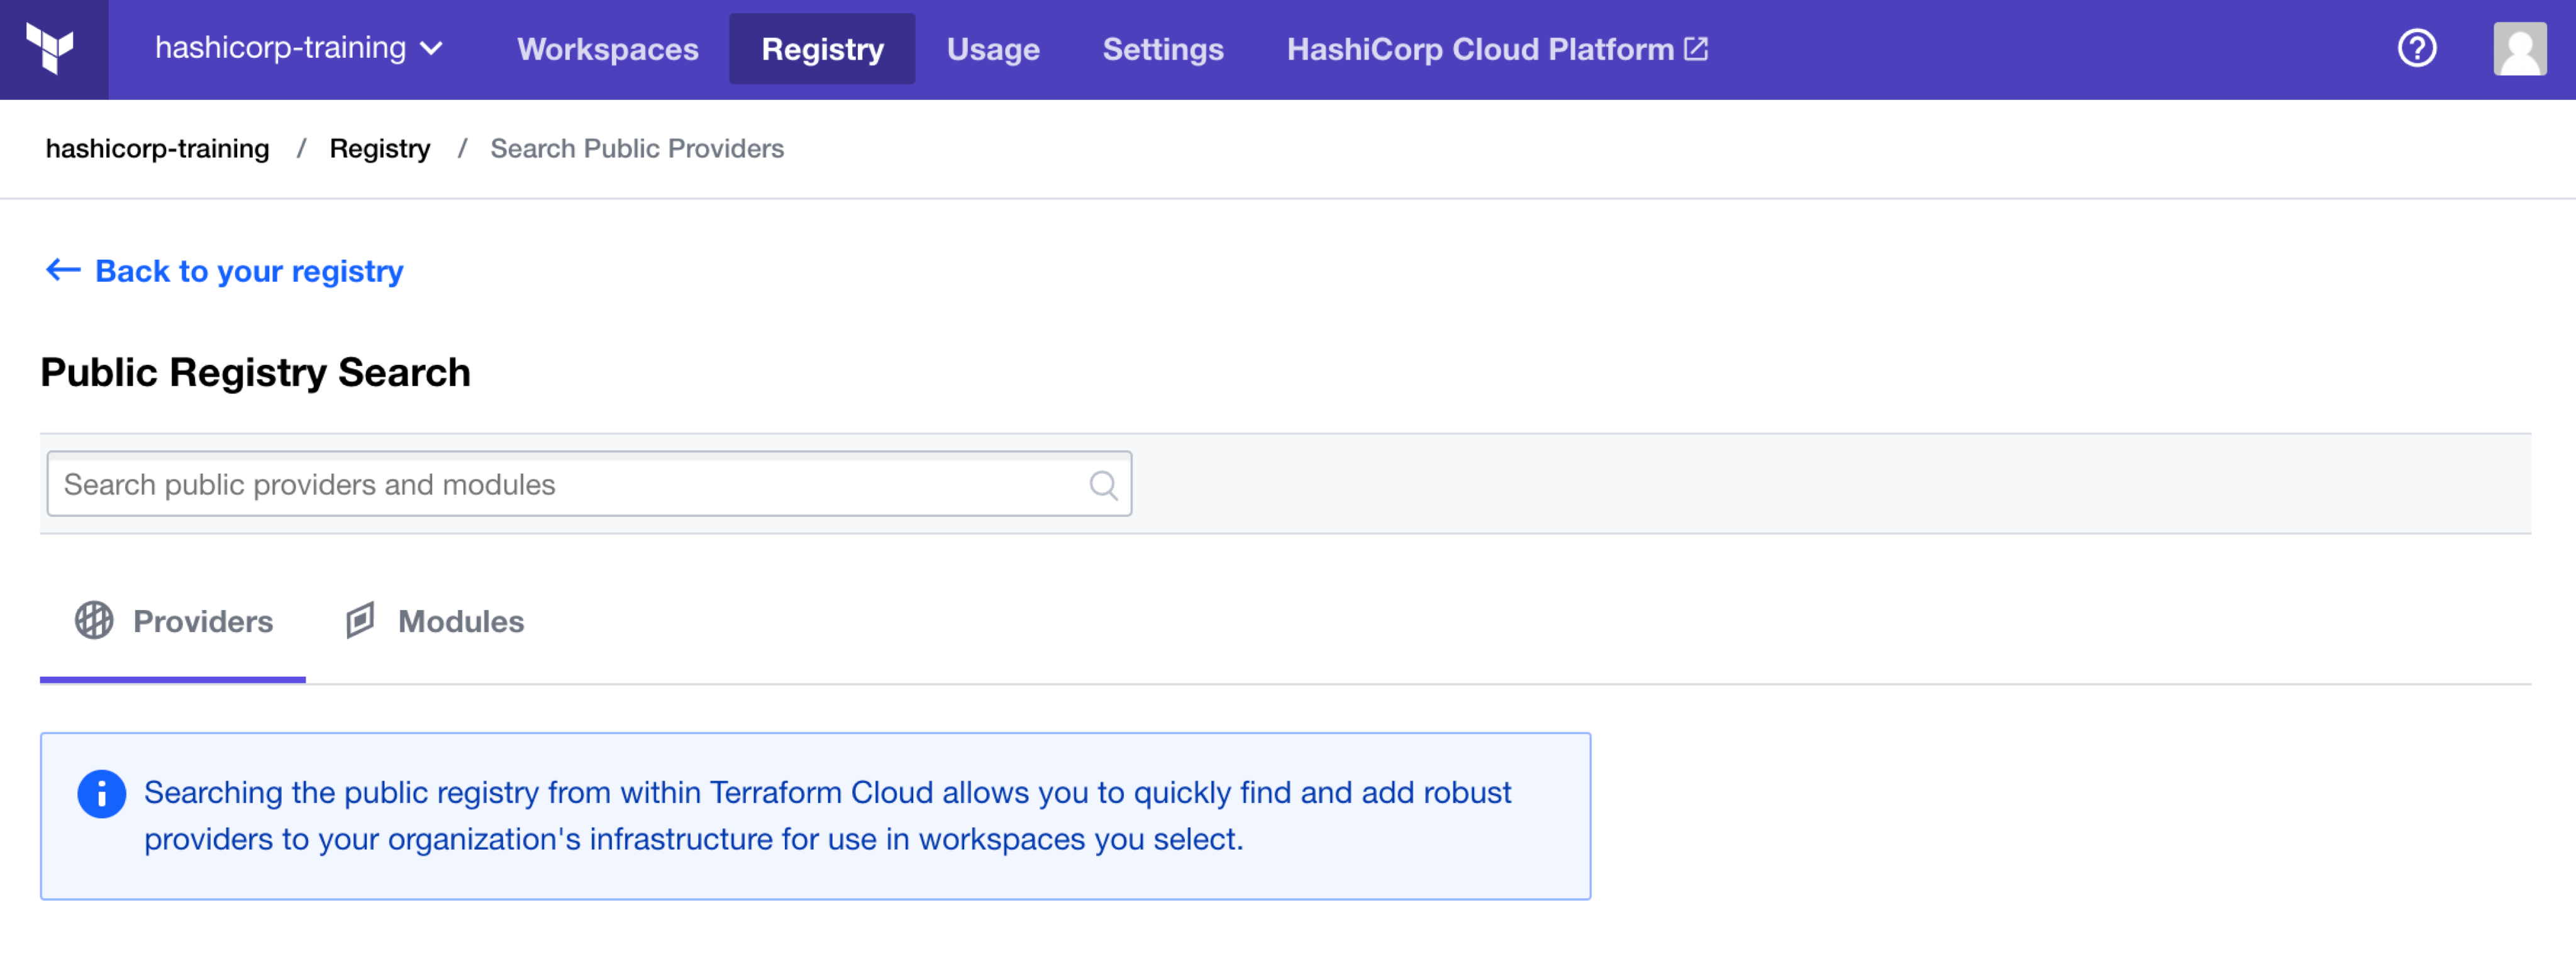 hashicorp-training Workspaces Registry Usage Settings HashiCorp Cloud Platform
hashicorp-training / Registry / Search Public Providers
Back to your registry
Public Registry Search
Search public providers and modules
Providers Modules
Searching the public registry from within Terraform Cloud allows you to quickly find and add robust
providers to your organization's infrastructure for use in workspaces you select.